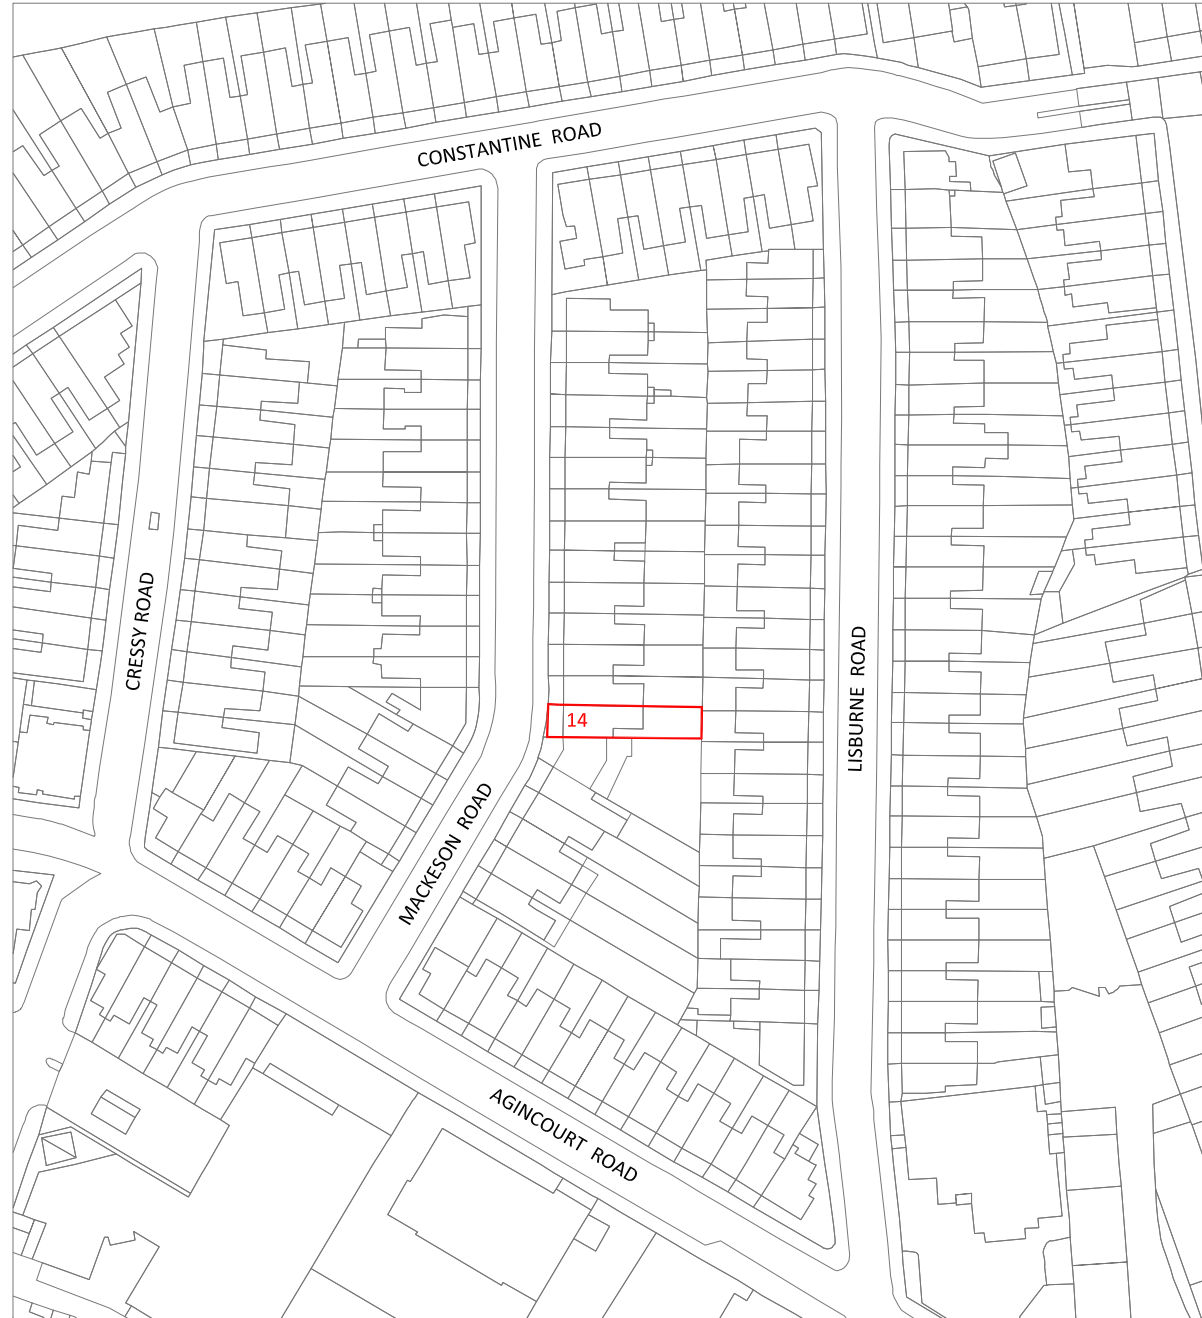 CONSTANTINE ROAD
CRESSY ROAD
LISBURNE ROAD
14
MACKESON ROAD
AGINCOURT ROAD